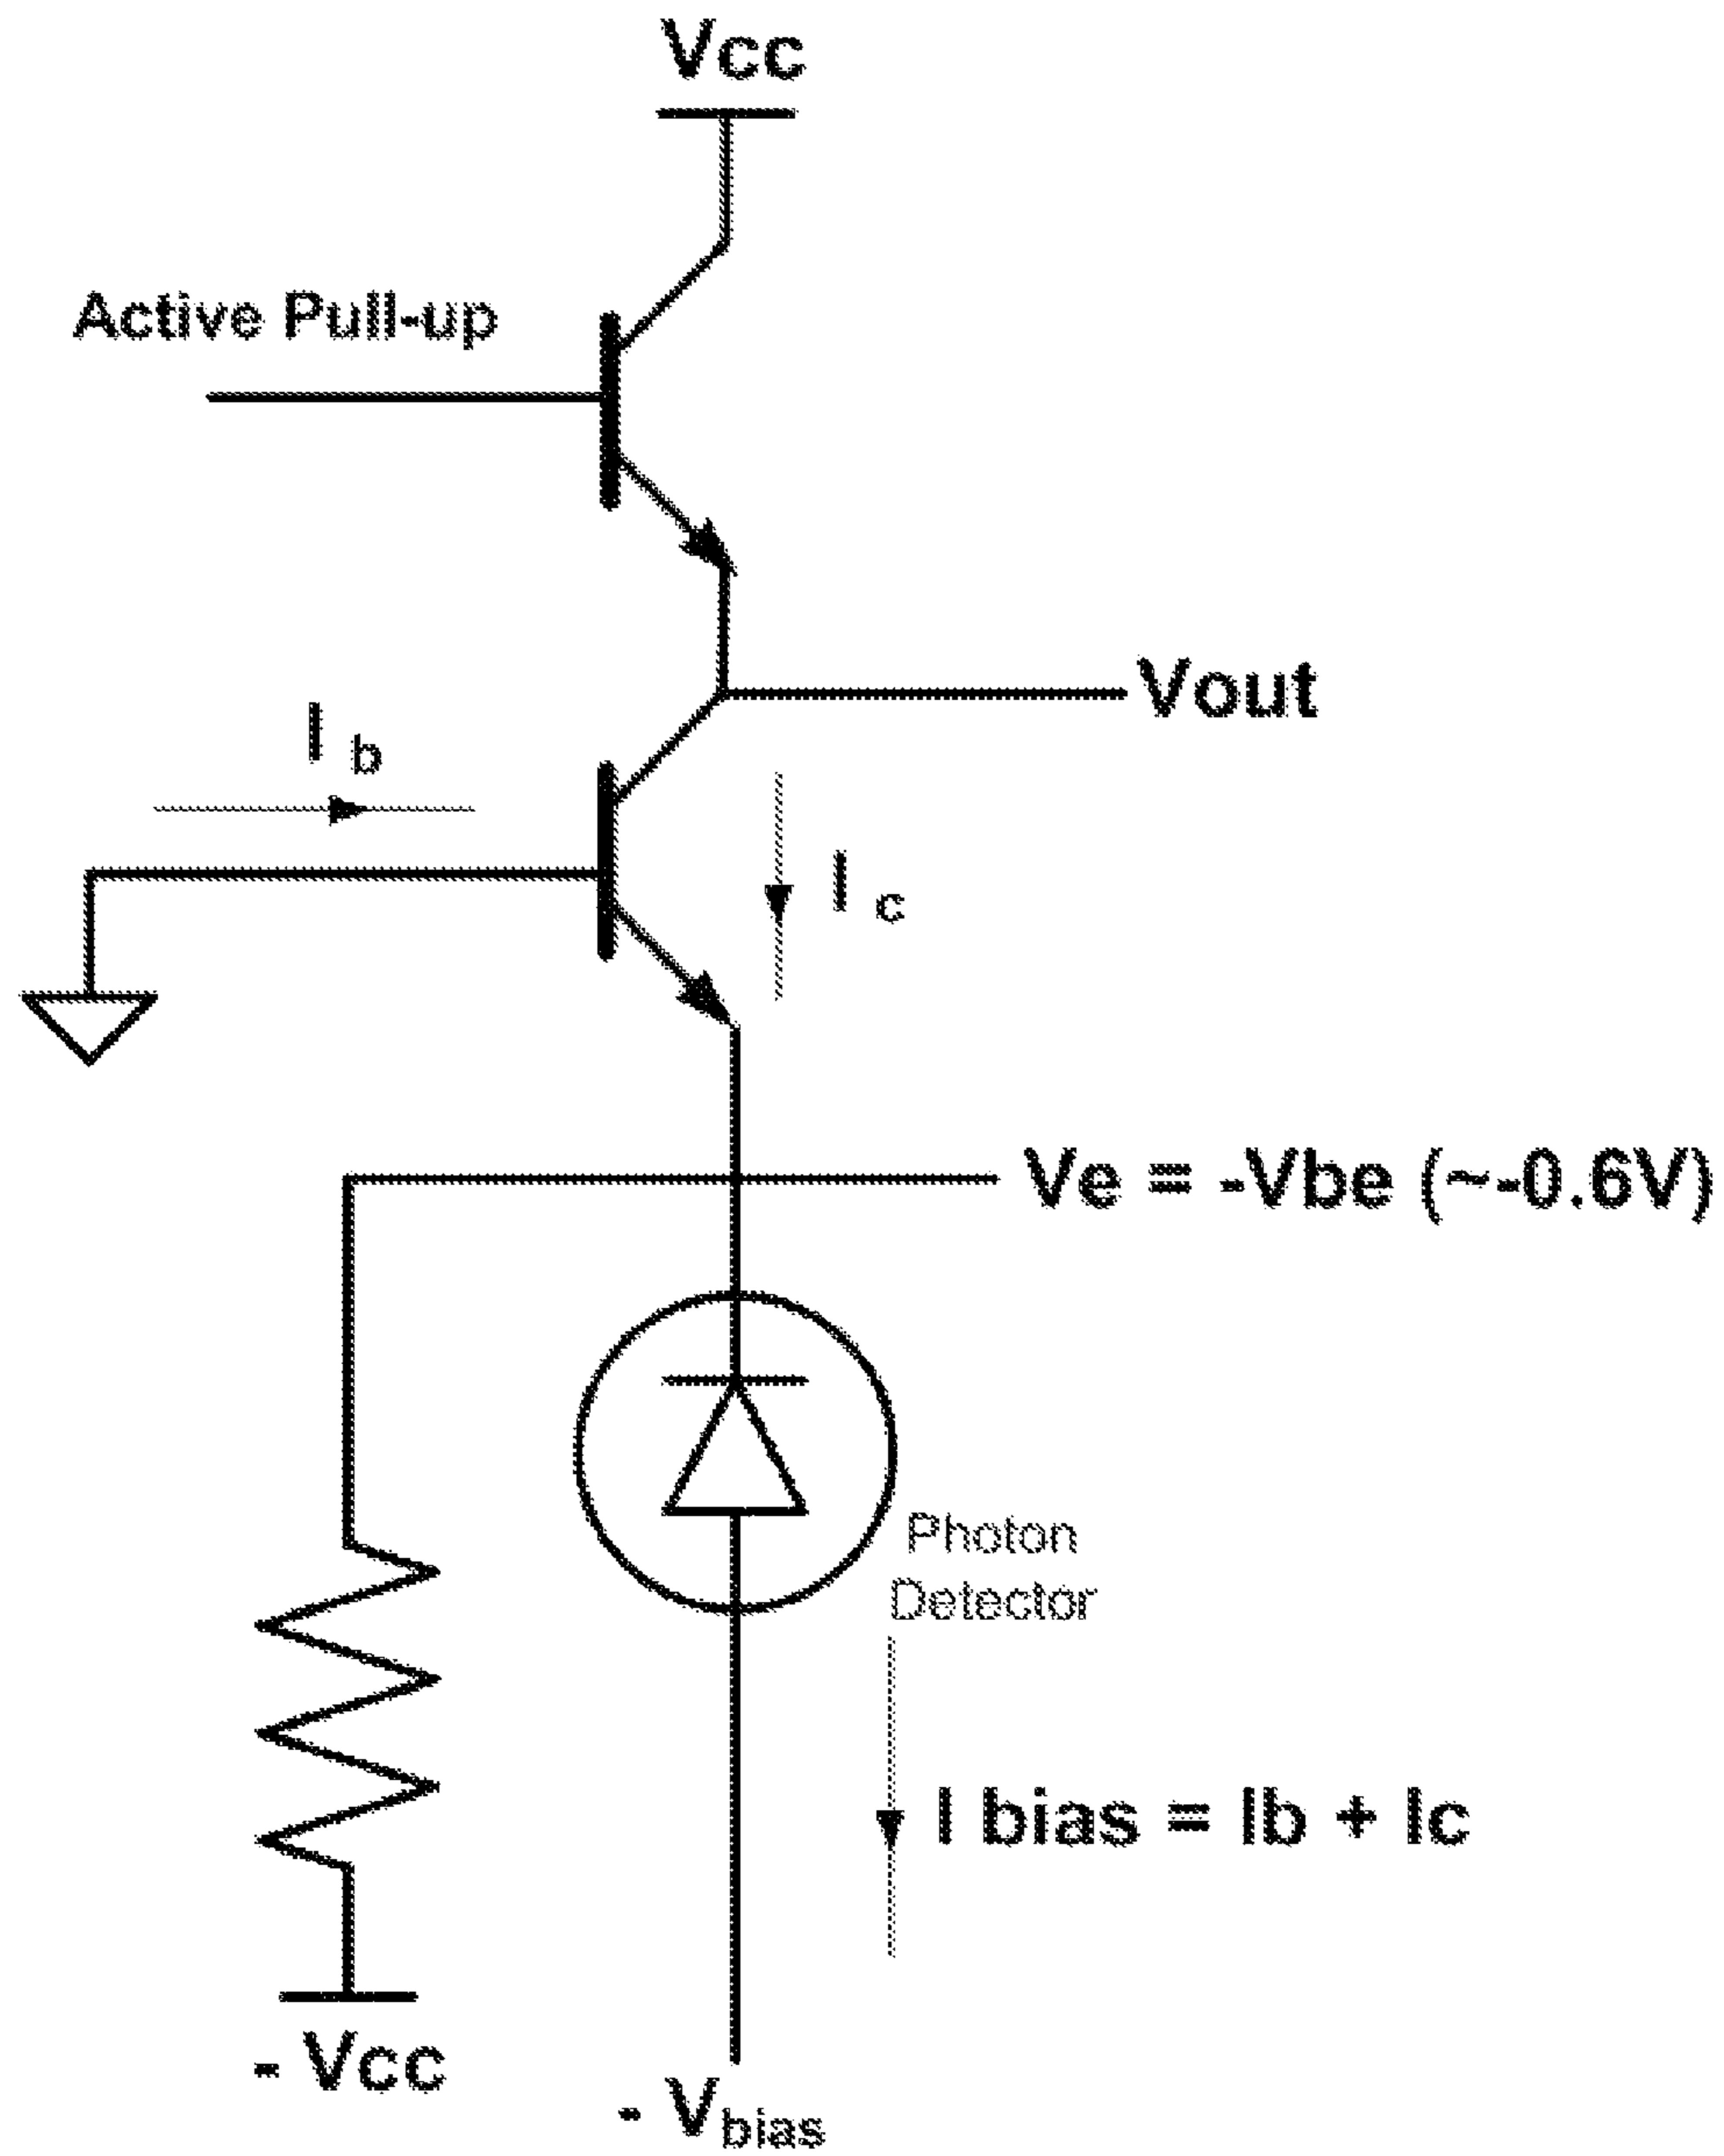 Vcc
Active Pull-up
Vout
I b
I c
Ve = -Vbe (~-0.6V)
Photon
Detector
I bias = Ib + Ic
- Vcc
- Vbias